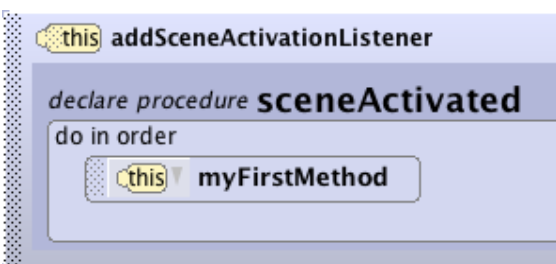 this addSceneActivationListener
declare procedure sceneActivated
do in order
this myFirstMethod